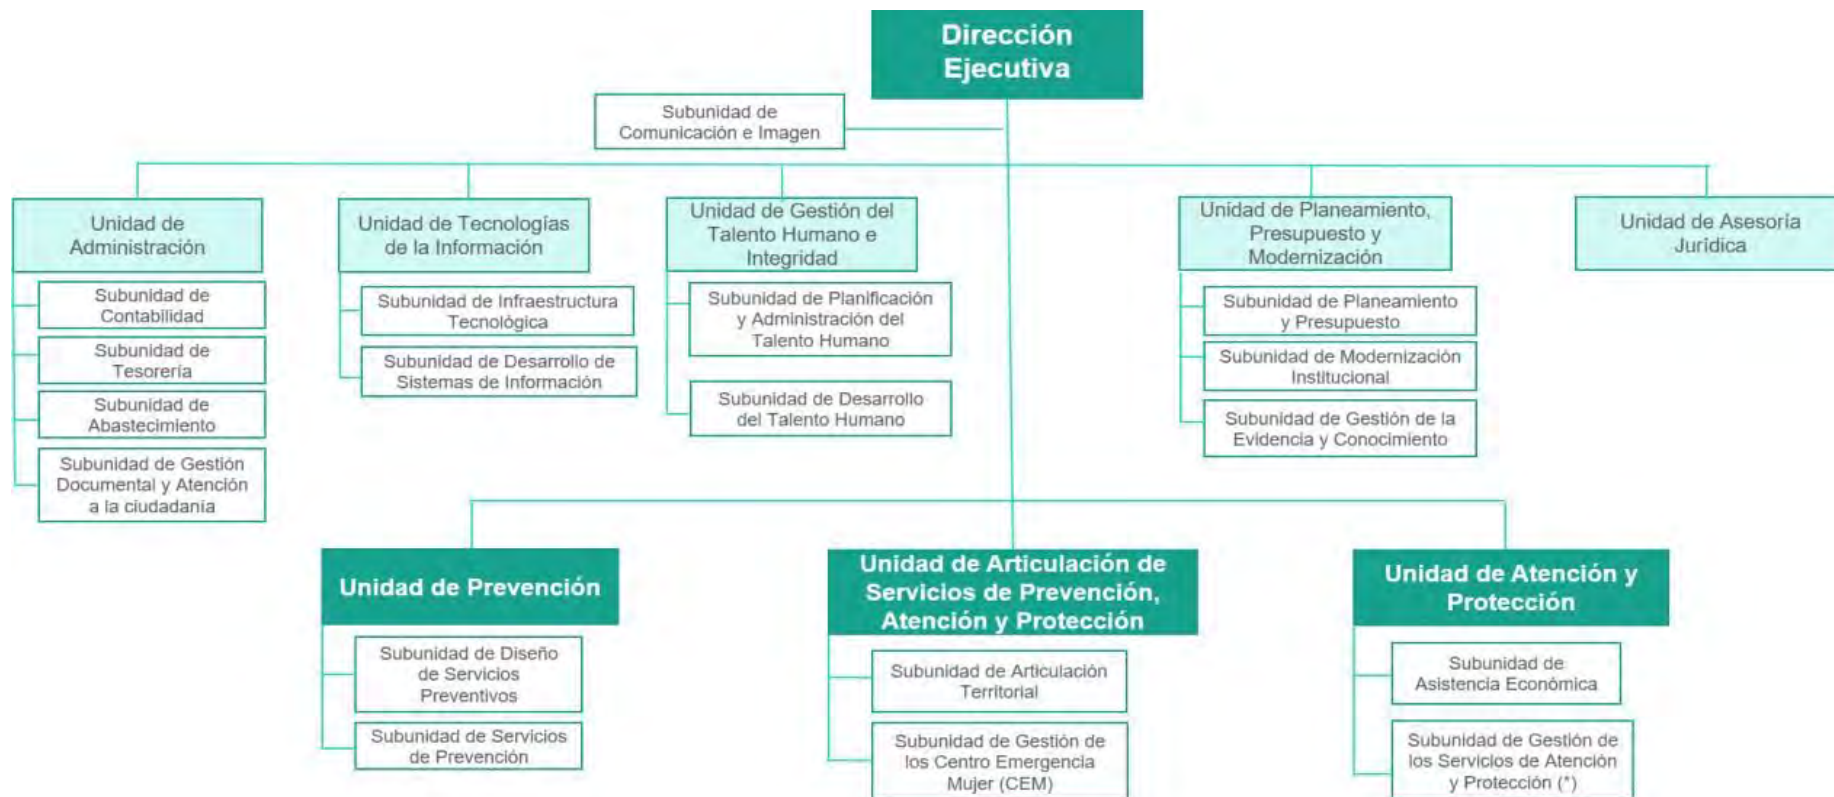 Dirección
Ejecutiva
Subunidad de
Comunicación e Imagen
Unidad de
Administración
Subunidad de
Contabilidad
Subunidad de
Tesorería
Subunidad de
Abastecimiento
Subunidad de Gestión
Documental y Atención
a la ciudadanía
Unidad de Tecnologías
de la Información
Subunidad de Infraestructura
Tecnológica
Subunidad de Desarrollo de
Sistemas de Información
Unidad de Gestión del
Talento Humano e
Integridad
Subunidad de Planificación
y Administración del
Talento Humano
Subunidad de Desarrollo
del Talento Humano
Unidad de Planeamiento,
Presupuesto y
Modernización
Subunidad de Planeamiento
y Presupuesto
Subunidad de Modernización
Institucional
Subunidad de Gestión de la
Evidencia y Conocimiento
Unidad de Asesoría
Jurídica
Unidad de Prevención
Subunidad de Diseño
de Servicios
Preventivos
Subunidad de Servicios
de Prevención
Unidad de Articulación de
Servicios de Prevención,
Atención y Protección
Subunidad de Articulación
Territorial
Subunidad de Gestión de
los Centro Emergencia
Mujer (CEM)
Unidad de Atención y
Protección
Subunidad de
Asistencia Económica
Subunidad de Gestión de
los Servicios de Atención
y Protección (*)